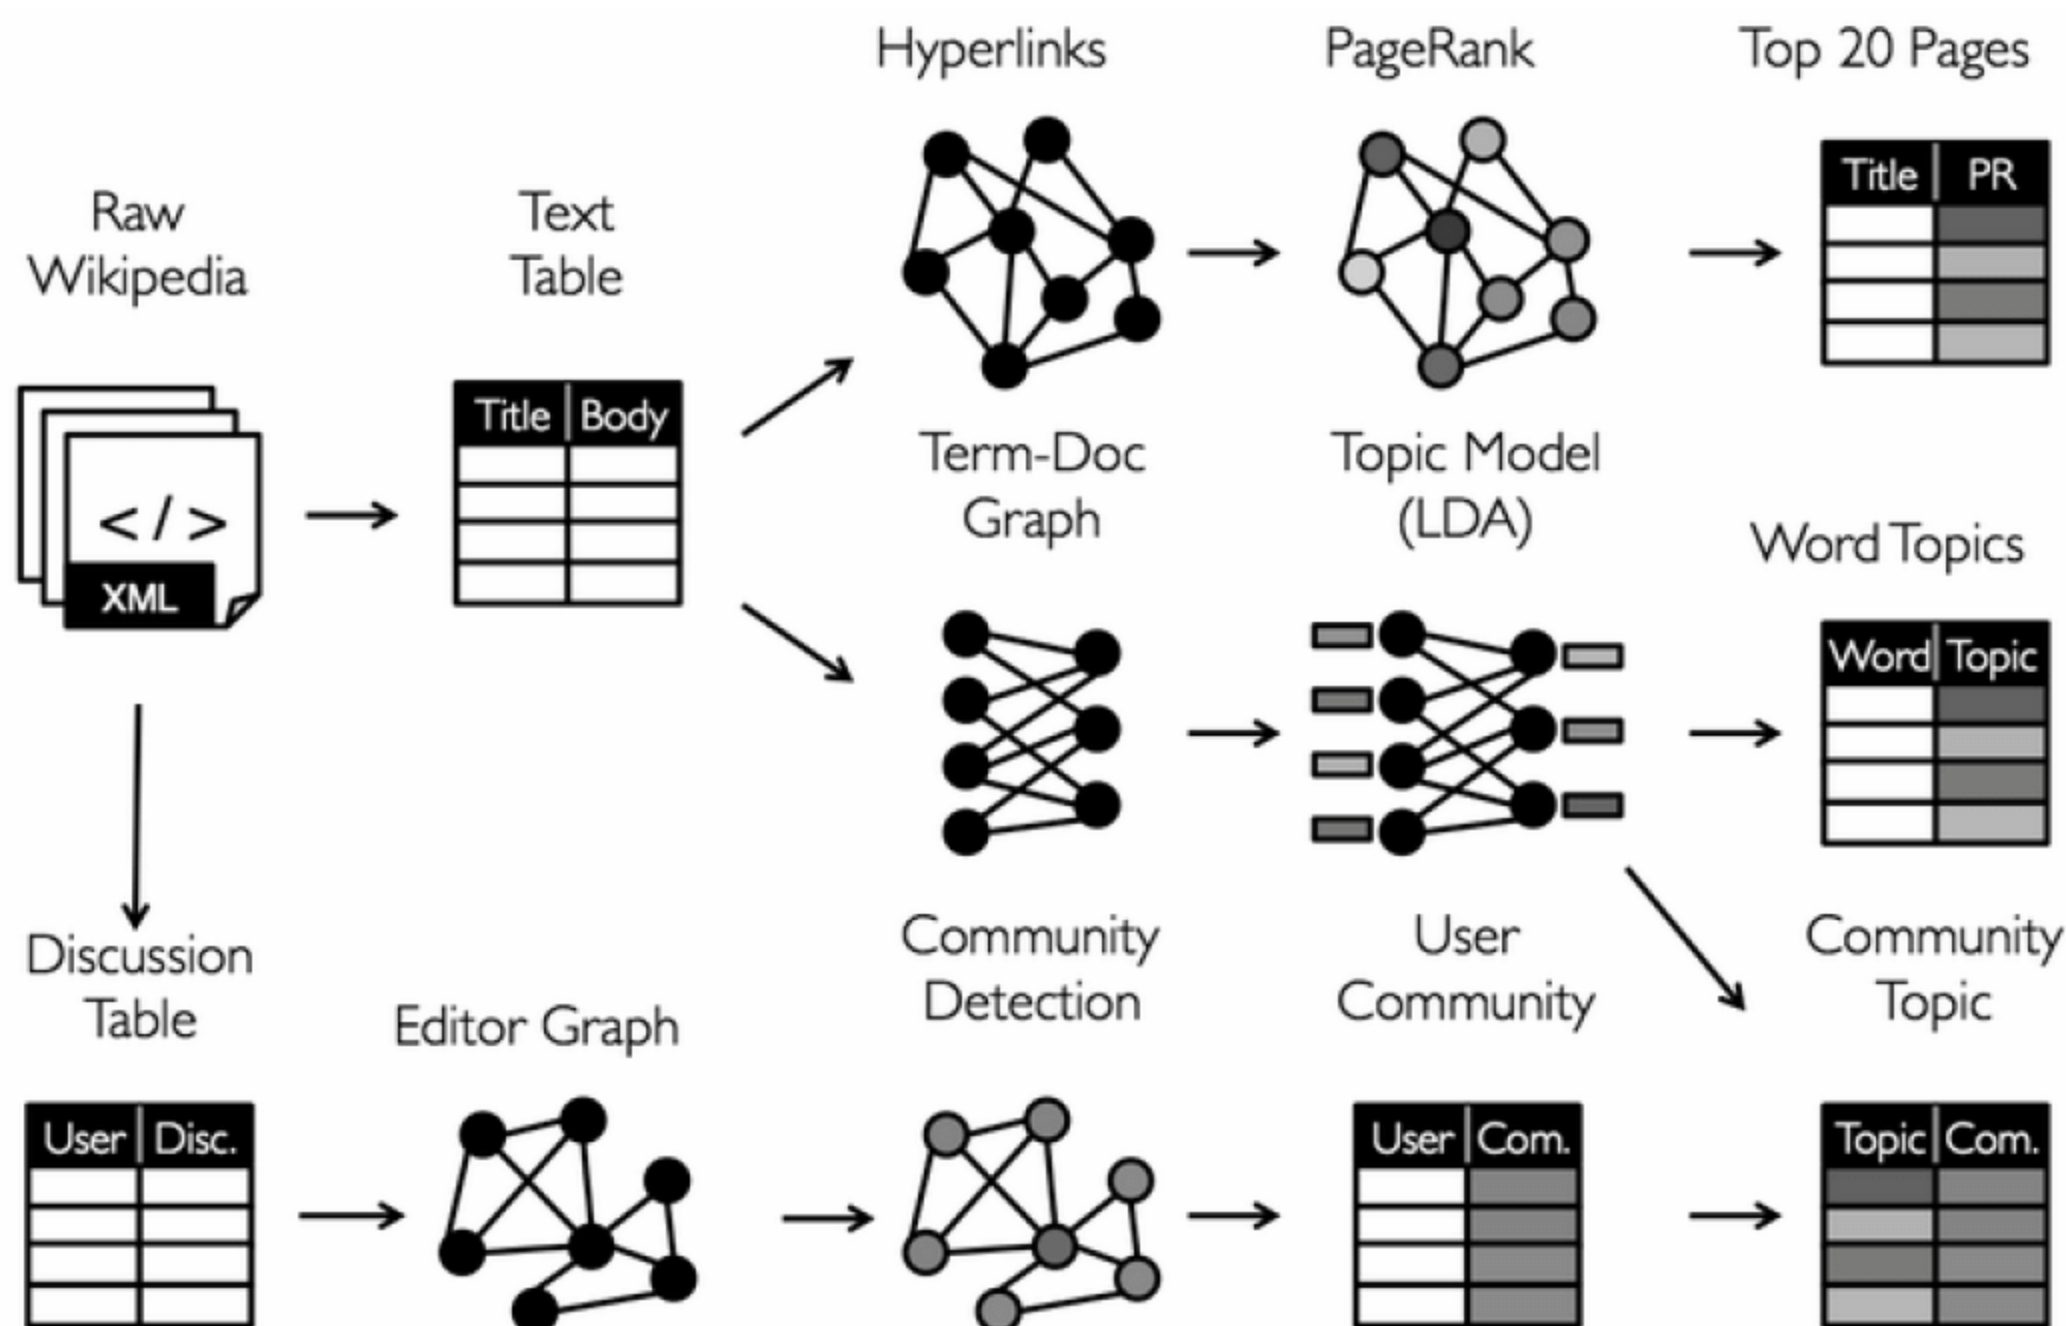 Hyperlinks
PageRank
Top 20 Pages
Title PR
Raw
Wikipedia
Text
Table
</>
XML
Title Body
Term-Doc
Graph
Topic Model
(LDA)
Word Topics
Word Topic
Discussion
Table
Editor Graph
Community
Detection
User
Community
Community
Topic
User Disc.
User Com.
Topic Com.